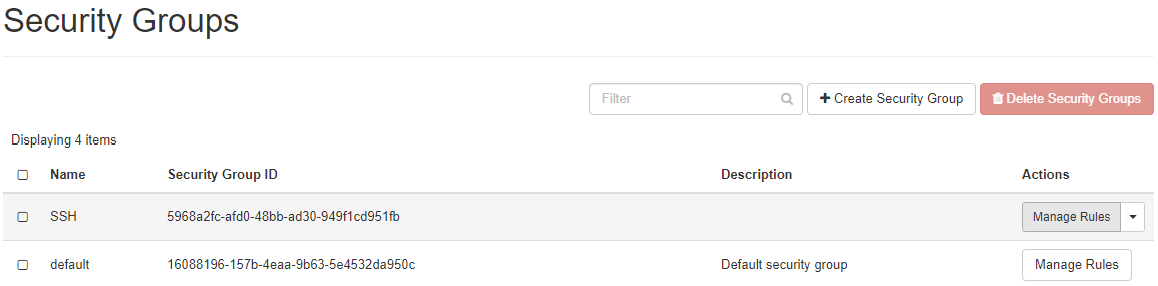 Security Groups
Filter Create Security Group Delete Security Groups
Displaying 4 items
Name Security Group ID Description Actions
SSH 5968a2fc-afd0-48bb-ad30-949f1cd951fb Manage Rules
default 16088196-157b-4eaa-9b63-5e4532da950c Default security group Manage Rules